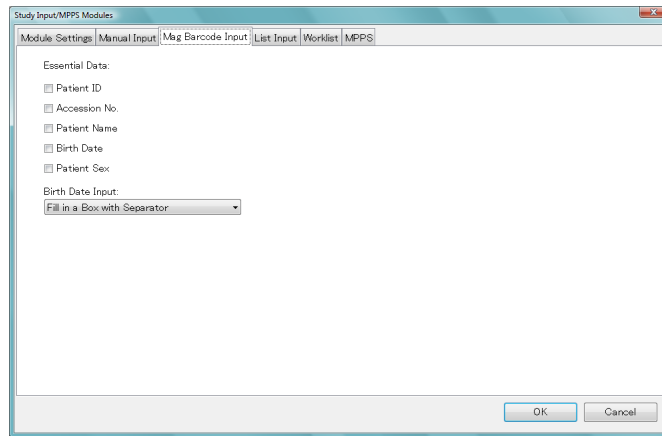 Study Input/MPPS Modules
Module Settings Manual Input Mag Barcode Input List Input Worklist MPPS
Essential Data:
Patient ID
Accession No.
Patient Name
Birth Date
Patient Sex
Birth Date Input:
Fill in a Box with Separator
OK Cancel